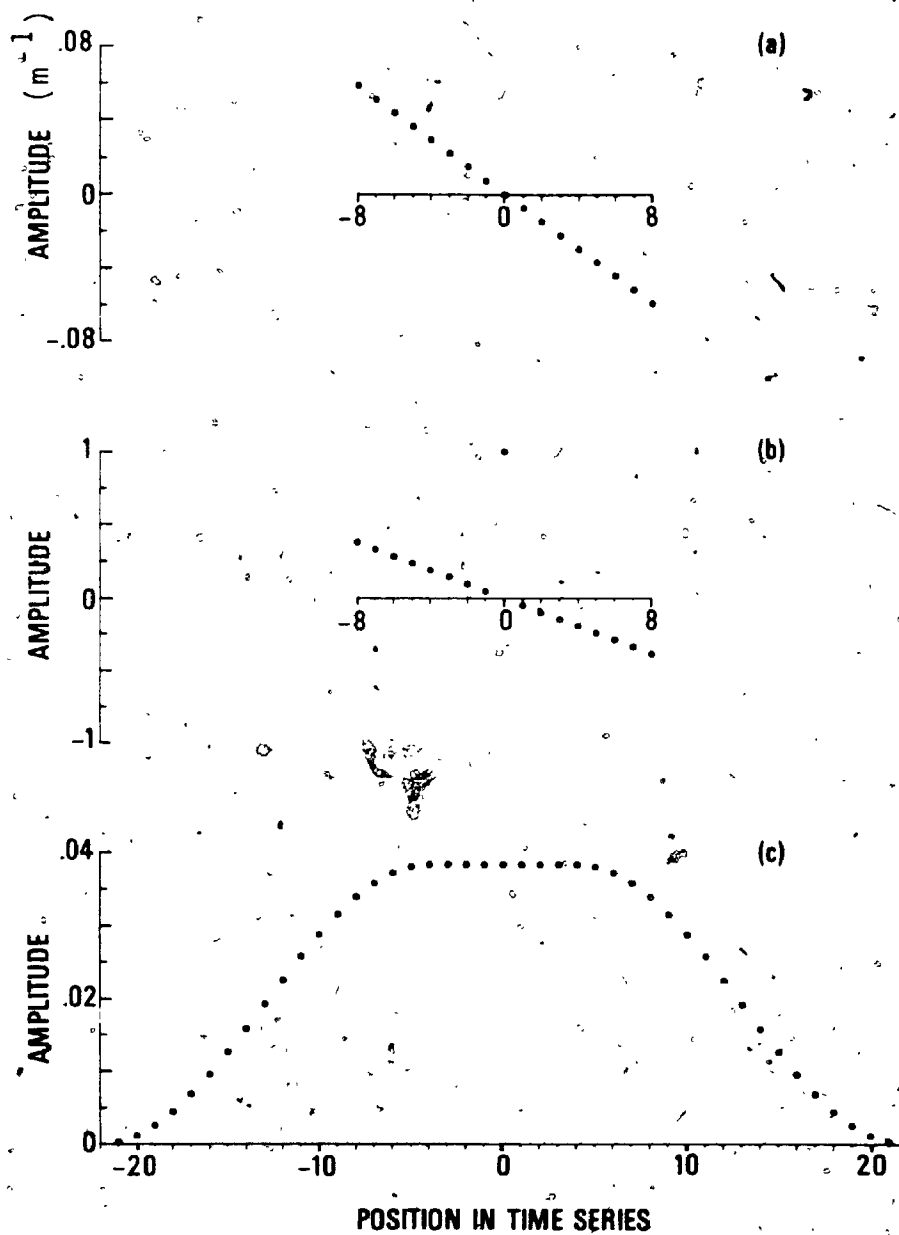 (a)
AMPLITUDE (m⁻¹)
.08
0
-.08
-8 0 8
(b)
AMPLITUDE
1
0
-1
-8 0 8
(c)
AMPLITUDE
.04
.02
0
-20 -10 0 10 20
POSITION IN TIME SERIES